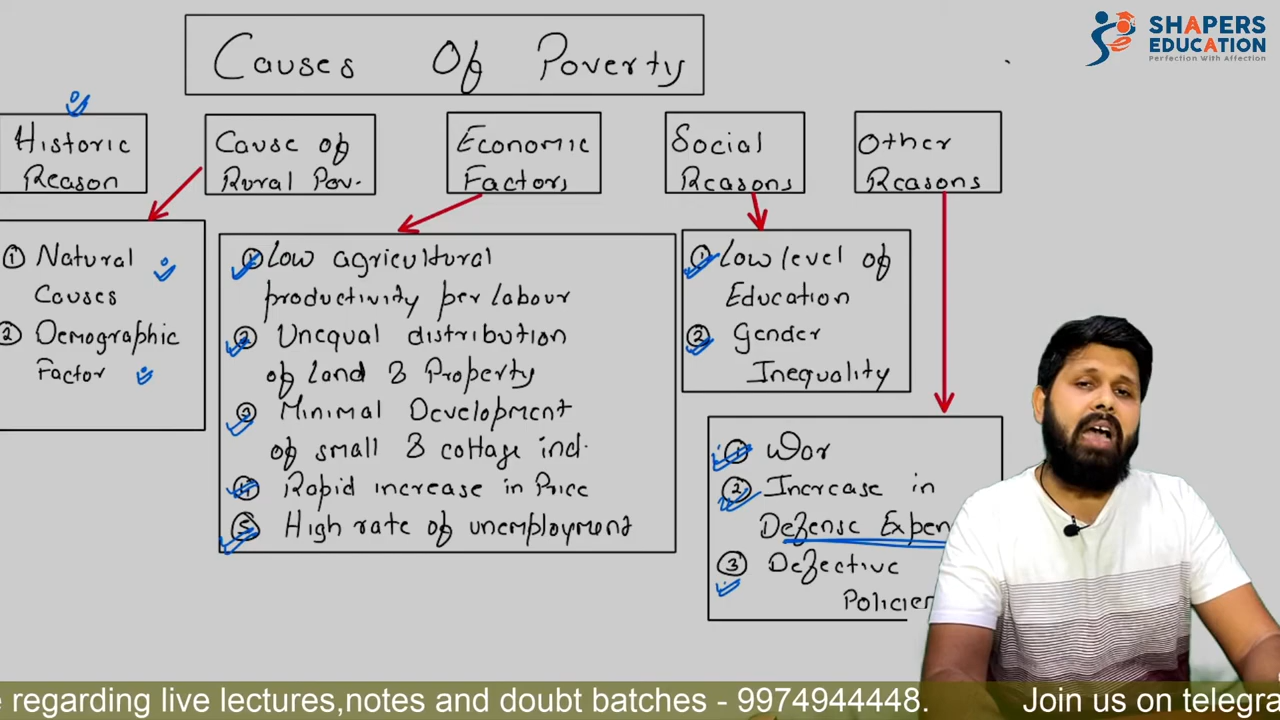 SHAPERS
EDUCATION
Perfection With Affection
Causes Of Poverty
Historic
Reason
Cause of
Rural Pov.
Economic
Factors
Social
Reasons
Other
Reasons
① Natural
Causes
② Demographic
Factor
① Low agricultural
productivity per labour
② Unequal distribution
of land & Property
③ Minimal Development
of small & cottage ind.
④ Rapid increase in Price
⑤ High rate of unemployment
① Low level of
Education
② Gender
Inequality
① War
② Increase in
Defense Expen
③ Defective
Policies
e regarding live lectures,notes and doubt batches - 9974944448. Join us on telegra